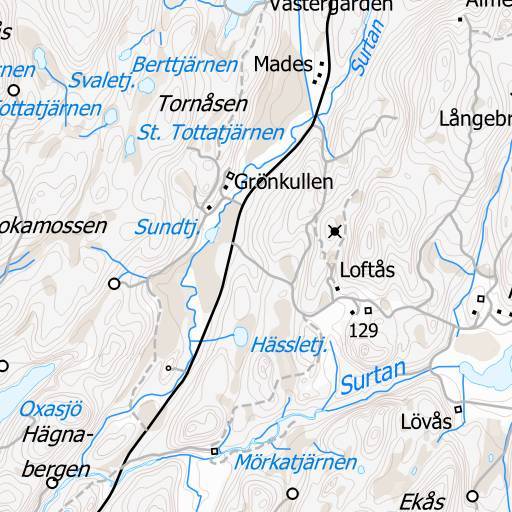 Västergården
Surtan
Mades
Berttjärnen
Svaletj.
Tornåsen
St. Tottatjärnen
Långebr
Grönkullen
Sundtj.
Loftås
129
Hässletj.
Surtan
Oxasjö
Hägna-
bergen
Lövås
Mörkatjärnen
Ekås